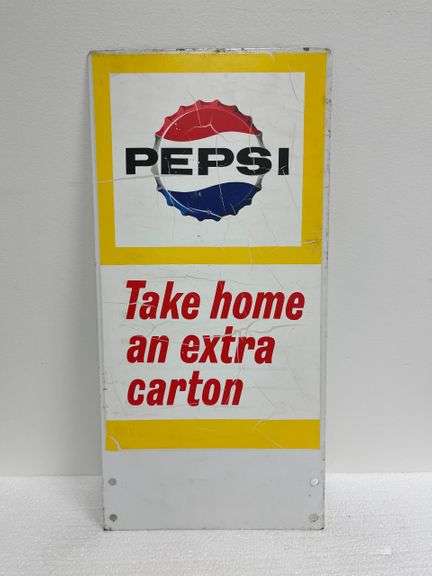 PEPSI
Take home
an extra
carton